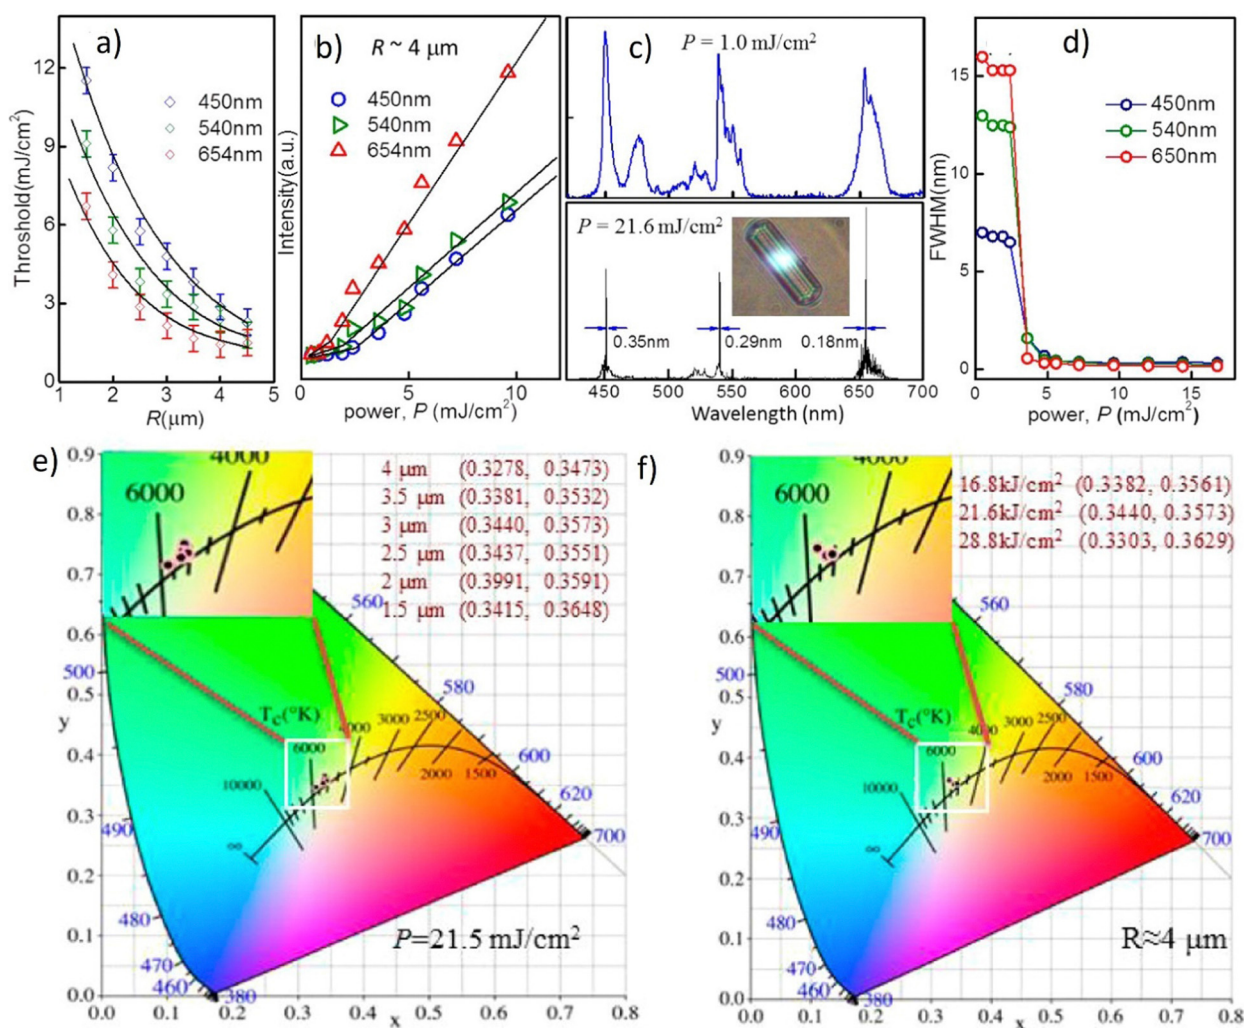 a)
Throshold(mJ/cm²)
12
9
6
3
0
450nm
540nm
654nm
1 2 3 4 5
R(μm)
b)
R ~ 4 μm
Intensity(a.u.)
450nm
540nm
654nm
0 5 10
power, P (mJ/cm²)
c)
P = 1.0 mJ/cm²
P = 21.6 mJ/cm²
0.35nm
0.29nm
0.18nm
450 500 550 600 650 700
Wavelength (nm)
d)
FWHM(nm)
15
10
5
0
450nm
540nm
650nm
0 5 10 15
power, P (mJ/cm²)
e)
4000
6000
4 μm (0.3278, 0.3473)
3.5 μm (0.3381, 0.3532)
3 μm (0.3440, 0.3573)
2.5 μm (0.3437, 0.3551)
2 μm (0.3991, 0.3591)
1.5 μm (0.3415, 0.3648)
0.9
0.8
0.7
0.6
0.5
0.4
0.3
0.2
0.1
0.0
y
560
580
600
620
700
500
490
480
470
460
380
Tc(°K)
10000
6000
4000
3000
2500
2000
1500
∞
P=21.5 mJ/cm²
0.0 0.1 0.2 0.3 0.4 0.5 0.6 0.7 0.8
x
f)
4000
6000
16.8kJ/cm² (0.3382, 0.3561)
21.6kJ/cm² (0.3440, 0.3573)
28.8kJ/cm² (0.3303, 0.3629)
0.9
0.8
0.7
0.6
0.5
0.4
0.3
0.2
0.1
0.0
y
560
580
600
620
700
500
490
480
470
460
380
Tc(°K)
10000
6000
4000
3000
2500
2000
1500
∞
R≈4 μm
0.0 0.1 0.2 0.3 0.4 0.5 0.6 0.7 0.8
x